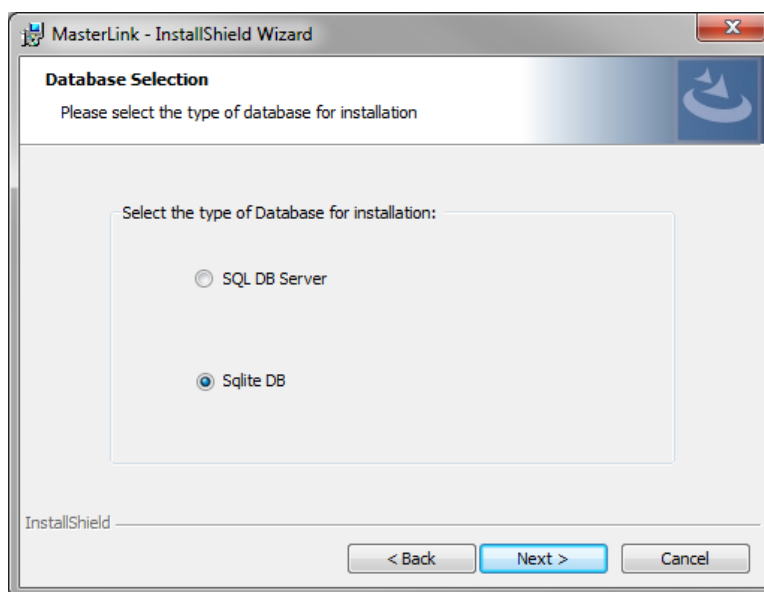 MasterLink - InstallShield Wizard
Database Selection
Please select the type of database for installation
Select the type of Database for installation:
SQL DB Server
Sqlite DB
InstallShield
< Back
Next >
Cancel